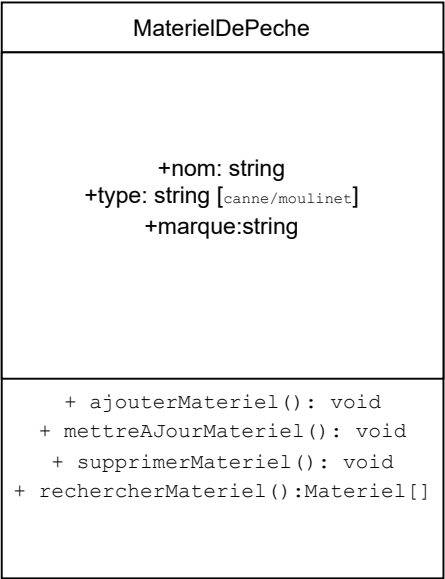 MaterielDePeche
+nom: string
+type: string [canne/moulinet]
+marque:string
+ ajouterMateriel(): void
+ mettreAJourMateriel(): void
+ supprimerMateriel(): void
+ rechercherMateriel():Materiel[]